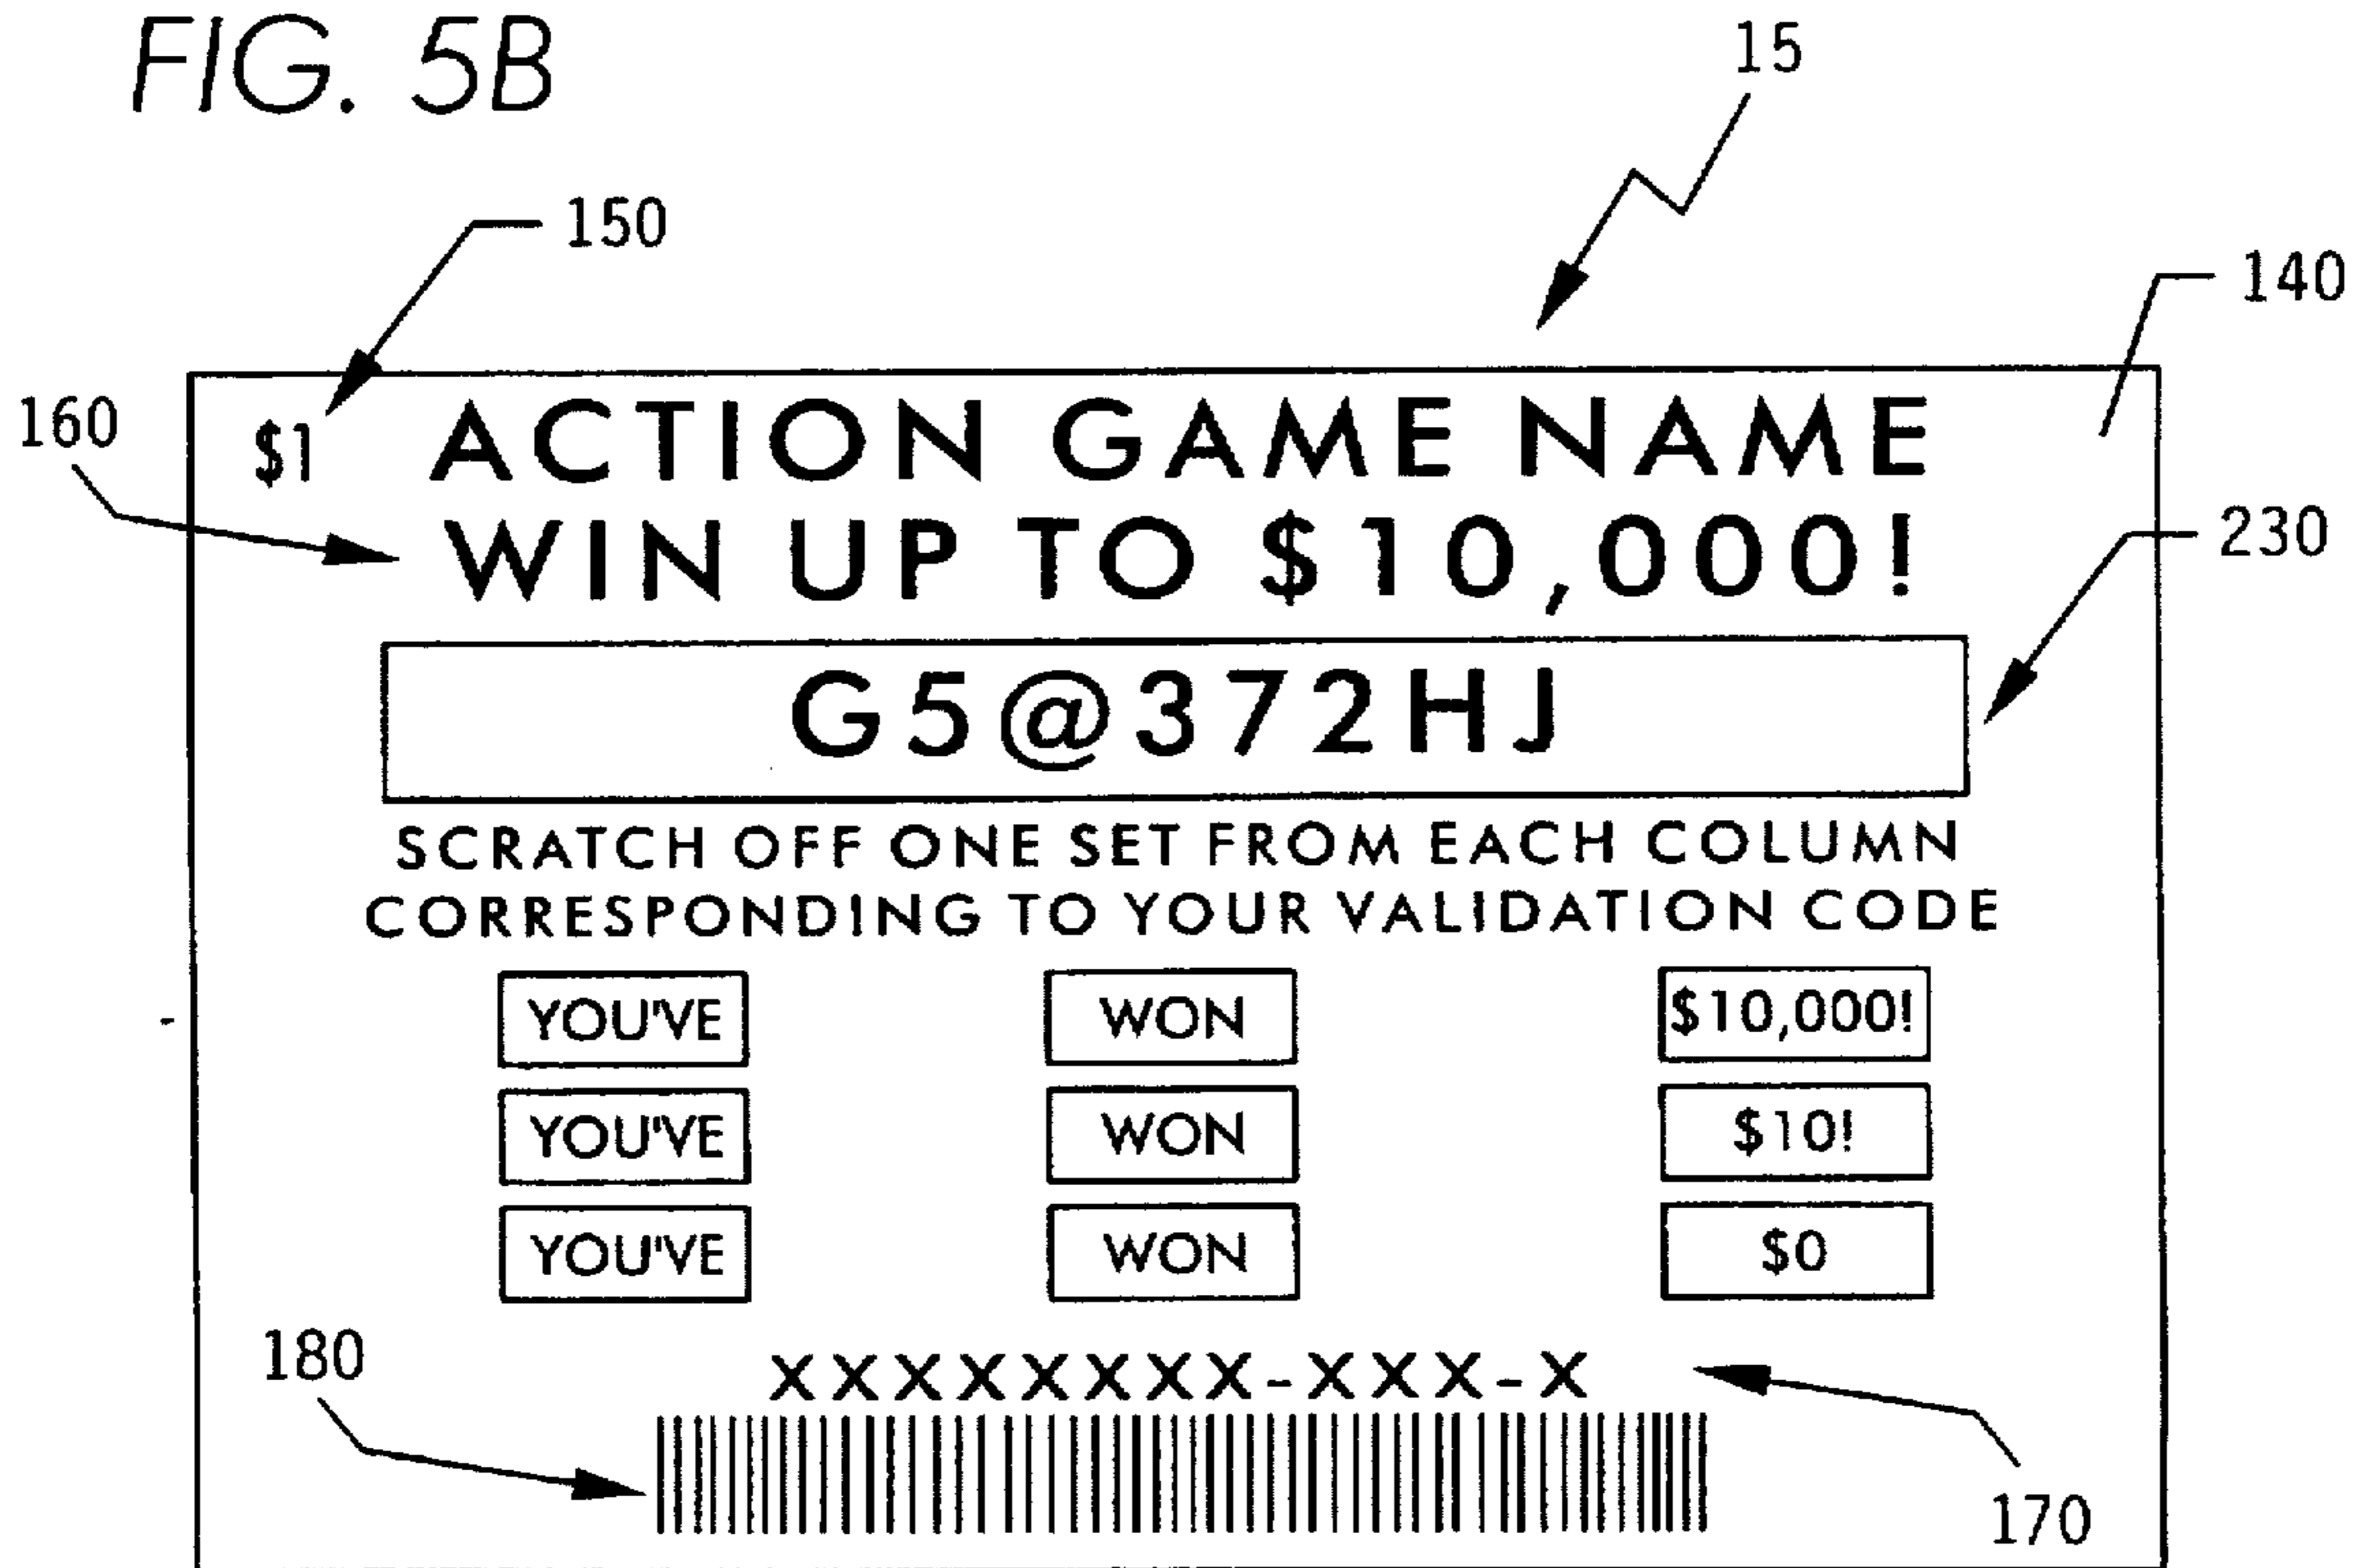 FIG. 5B
15
150
140
160
$1 ACTION GAME NAME
WIN UP TO $10,000!
230
G5@372HJ
SCRATCH OFF ONE SET FROM EACH COLUMN
CORRESPONDING TO YOUR VALIDATION CODE
YOU'VE WON $10,000!
YOU'VE WON $10!
YOU'VE WON $0
180
XXXXXXXX-XXX-X
170